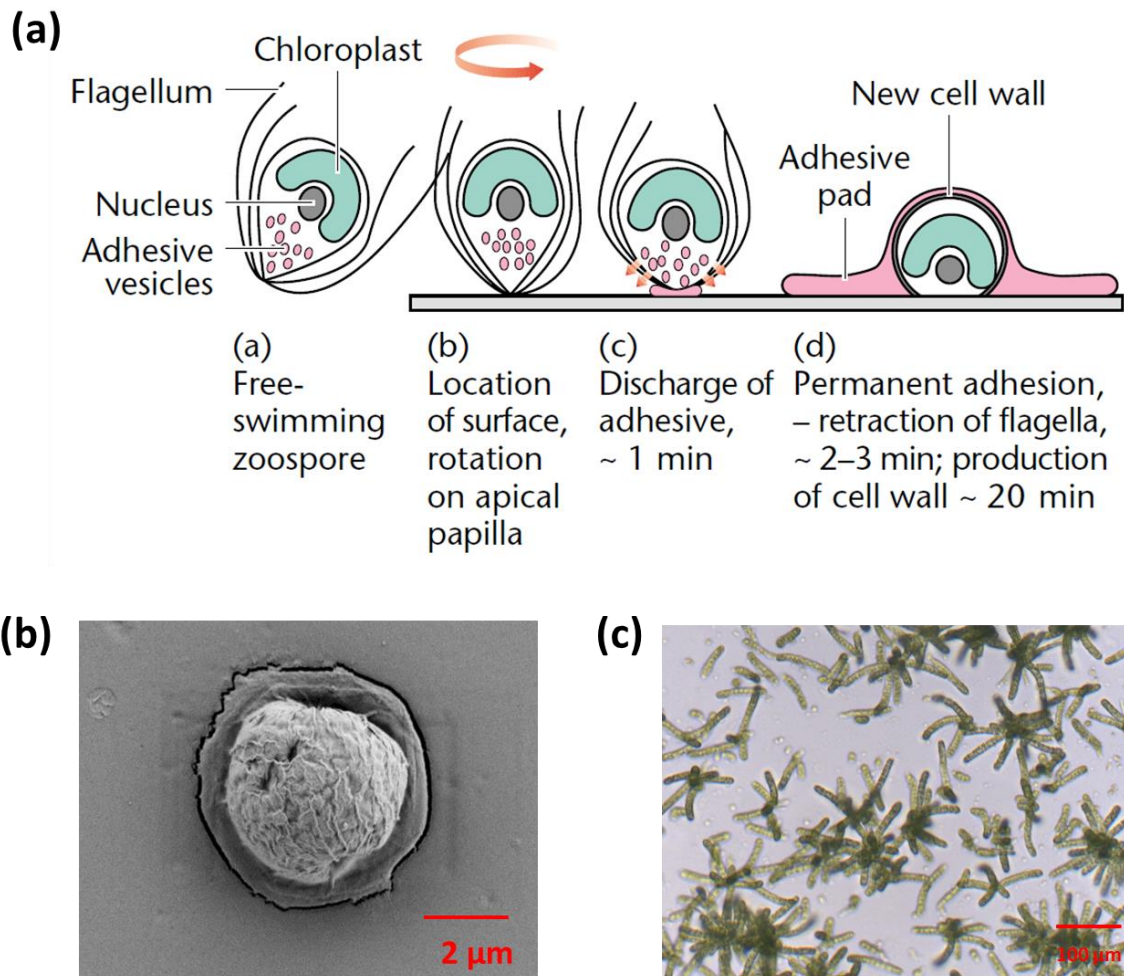 (a)
Chloroplast
Flagellum
Nucleus
Adhesive
vesicles
New cell wall
Adhesive
pad
(a)
Free-
swimming
zoospore
(b)
Location
of surface,
rotation
on apical
papilla
(c)
Discharge of
adhesive,
~ 1 min
(d)
Permanent adhesion,
– retraction of flagella,
~ 2–3 min; production
of cell wall ~ 20 min
(b)
2 µm
(c)
100 µm